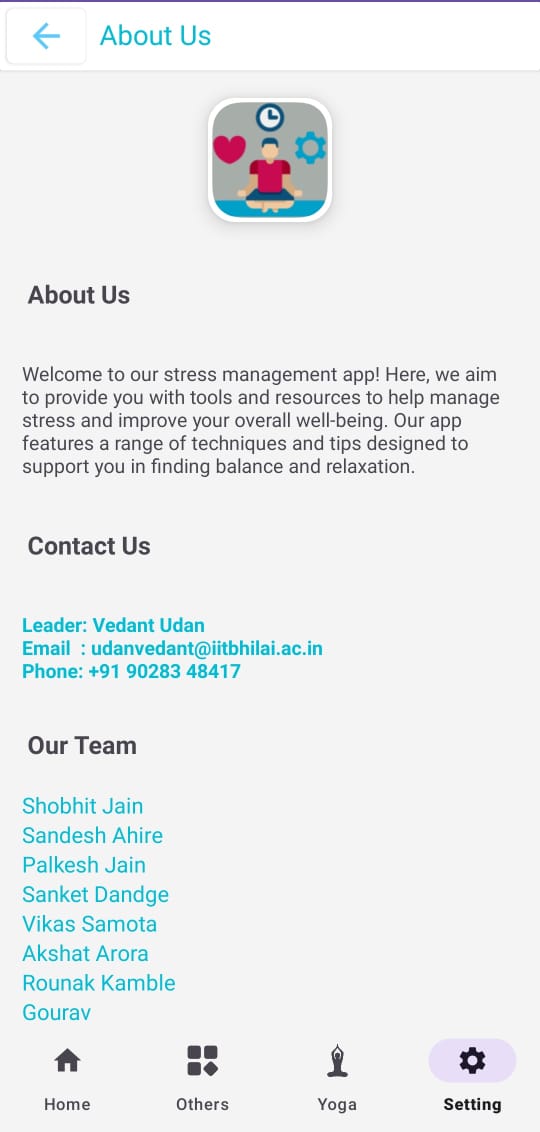 About Us
About Us
Welcome to our stress management app! Here, we aim
to provide you with tools and resources to help manage
stress and improve your overall well-being. Our app
features a range of techniques and tips designed to
support you in finding balance and relaxation.
Contact Us
Leader: Vedant Udan
Email : udanvedant@iitbhilai.ac.in
Phone: +91 90283 48417
Our Team
Shobhit Jain
Sandesh Ahire
Palkesh Jain
Sanket Dandge
Vikas Samota
Akshat Arora
Rounak Kamble
Gourav
Home Others Yoga Setting